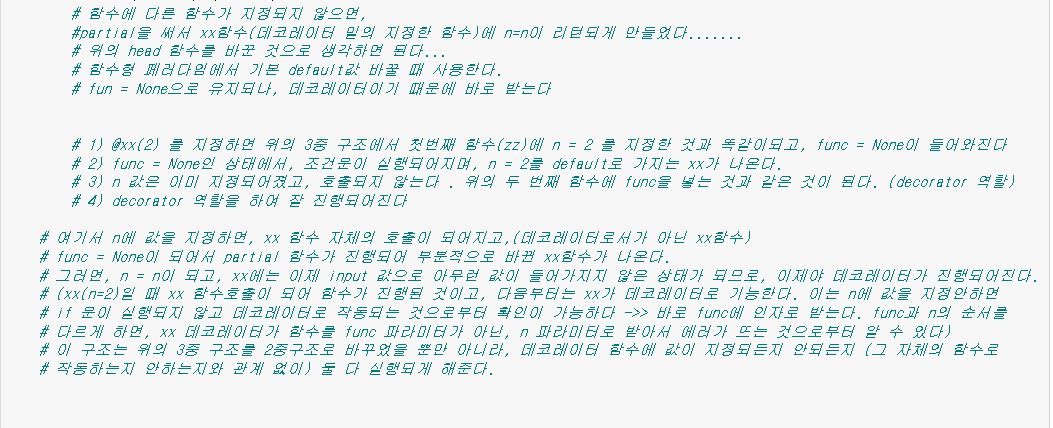 # 함수에 다른 함수가 지정되지 않으면,
#partial을 써서 xx함수(데코레이터 밑의 지정한 함수)에 n=n이 리턴되게 만들었다.......
# 위의 head 함수를 바꾼 것으로 생각하면 된다...
# 함수형 패러다임에서 기본 default값 바꿀 때 사용한다.
# fun = None으로 유지되나, 데코레이터이기 때문에 바로 받는다
# 1) @xx(2) 를 지정하면 위의 3중 구조에서 첫번째 함수(zz)에 n = 2 를 지정한 것과 똑같이되고, func = None이 들어와진다
# 2) func = None인 상태에서, 조건문이 실행되어지며, n = 2를 default로 가지는 xx가 나온다.
# 3) n 값은 이미 지정되어졌고, 호출되지 않는다 . 위의 두 번째 함수에 func을 넣는 것과 같은 것이 된다. (decorator 역할)
# 4) decorator 역할을 하여 잘 진행되어진다
# 여기서 n에 값을 지정하면, xx 함수 자체의 호출이 되어지고,(데코레이터로서가 아닌 xx함수)
# func = None이 되어서 partial 함수가 진행되어 부분적으로 바뀐 xx함수가 나온다.
# 그러면, n = n이 되고, xx에는 이제 input 값으로 아무런 값이 들어가지지 않은 상태가 되므로, 이제야 데코레이터가 진행되어진다.
# (xx(n=2)일 때 xx 함수호출이 되어 함수가 진행된 것이고, 다음부터는 xx가 데코레이터로 기능한다. 이는 n에 값을 지정안하면
# if 문이 실행되지 않고 데코레이터로 작동되는 것으로부터 확인이 가능하다 ->> 바로 func에 인자로 받는다. func과 n의 순서를
# 다르게 하면, xx 데코레이터가 함수를 func 파라미터가 아닌, n 파라미터로 받아서 에러가 뜨는 것으로부터 알 수 있다)
# 이 구조는 위의 3중 구조를 2중구조로 바꾸었을 뿐만 아니라, 데코레이터 함수에 값이 지정되든지 안되든지 (그 자체의 함수로
# 작동하는지 안하는지와 관계 없이) 둘 다 실행되게 해준다.